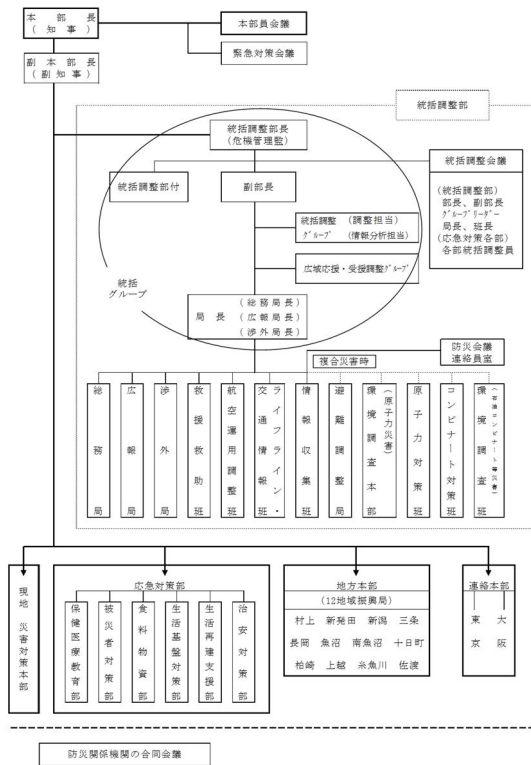 本部長
(知事)
本部員会議
緊急対策会議
副本部長
(副知事)
統括調整部
統括調整部長
(危機管理監)
統括調整部付
副部長
統括調整会議
(統括調整部)
部長、副部長
グループリーダー
局長、班長
(応急対策各部)
各部統括調整員
統括調整 (調整担当)
グループ (情報分析担当)
広域応援・受援調整グループ
統括
グループ
(総務局長)
局長 (広報局長)
(渉外局長)
防災会議
連絡員室
複合災害時
総務局
広報局
渉外局
救援救助班
航空運用調整班
ライフライン・
交通情報班
情報収集班
避難調整局
(原子力災害)
環境調査本部
原子力対策班
コンビナート対策班
(石油コンビナート等災害)
環境調査班
現地災害対策本部
応急対策部
保健医療教育部
被災者対策部
食料物資部
生活基盤対策部
生活再建支援部
治安対策部
地方本部
(12地域振興局)
村上 新発田 新潟 三条
長岡 魚沼 南魚沼 十日町
柏崎 上越 糸魚川 佐渡
連絡本部
東京
大阪
防災関係機関の合同会議